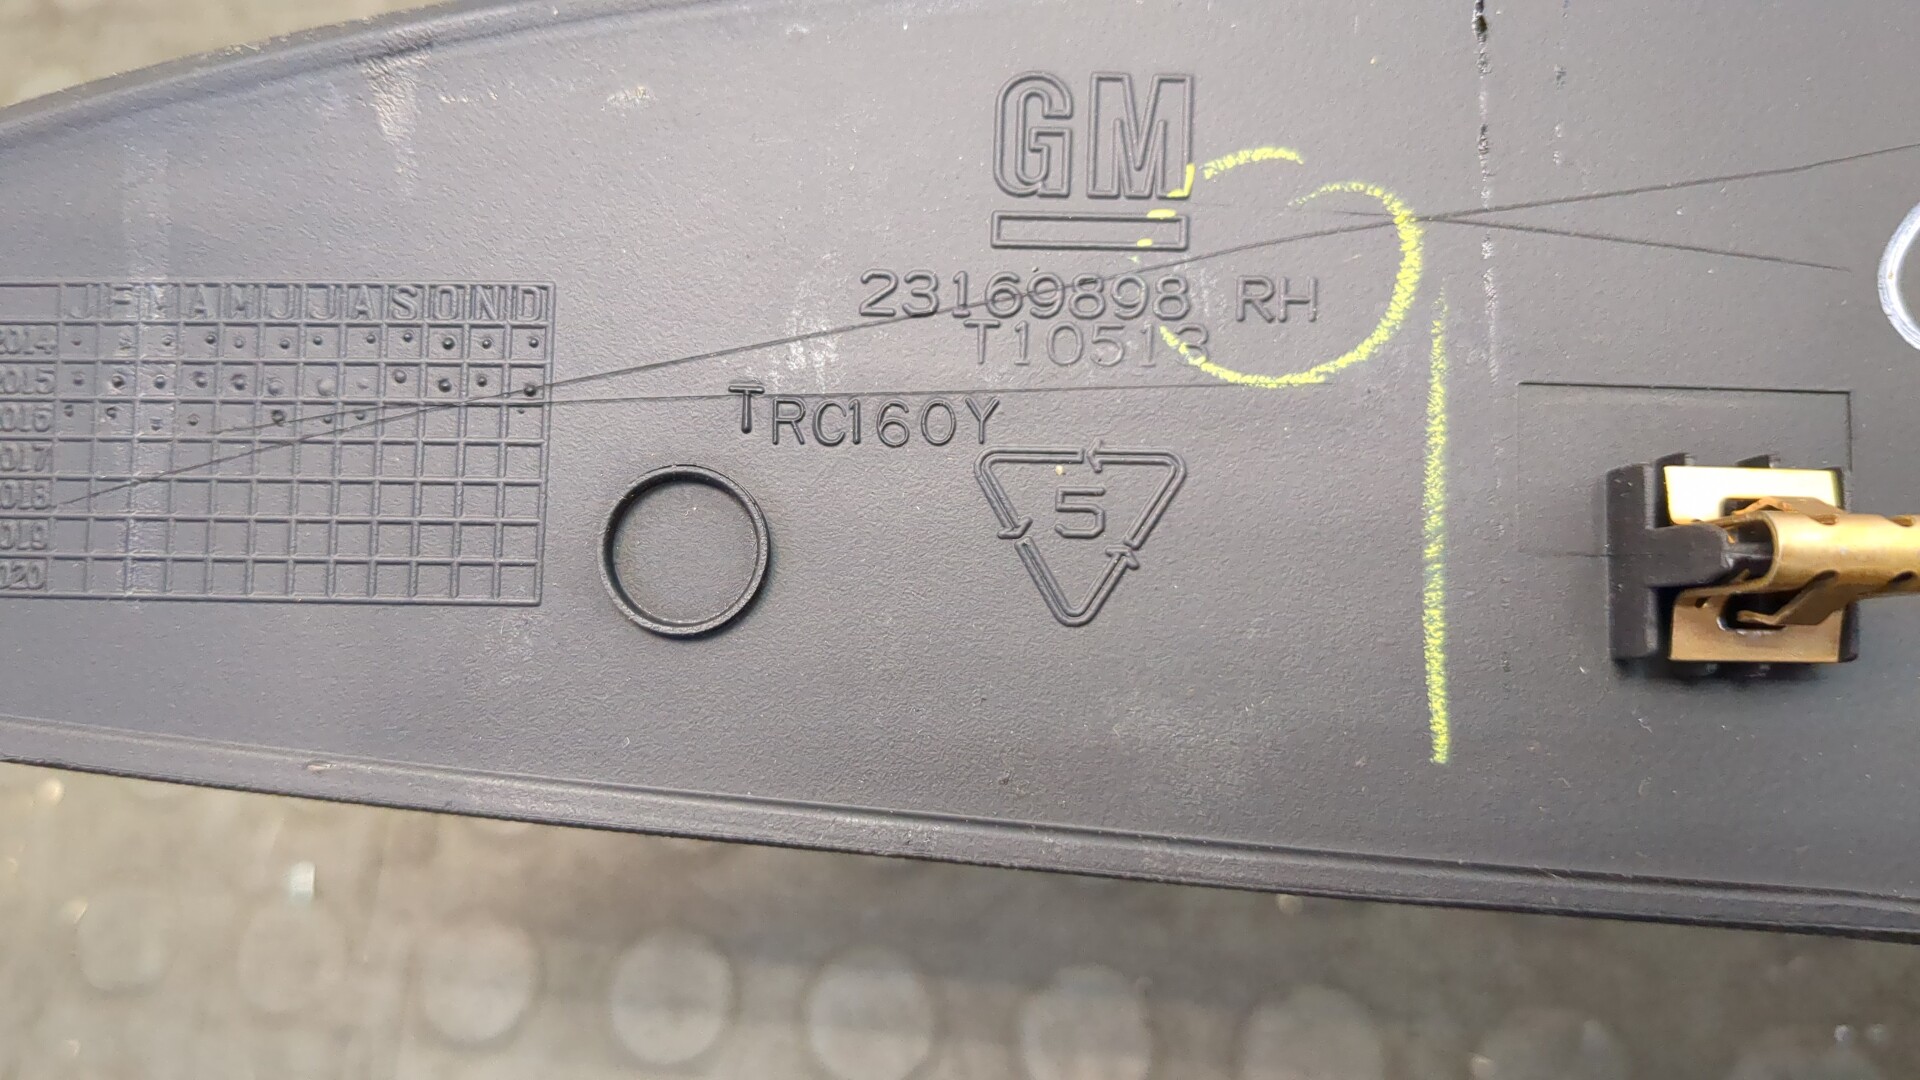 GM
23169898 RH
T10513
J F M A M J J A S O N D
2014
2015
2016
2017
2018
2019
2020
TRC160Y
5